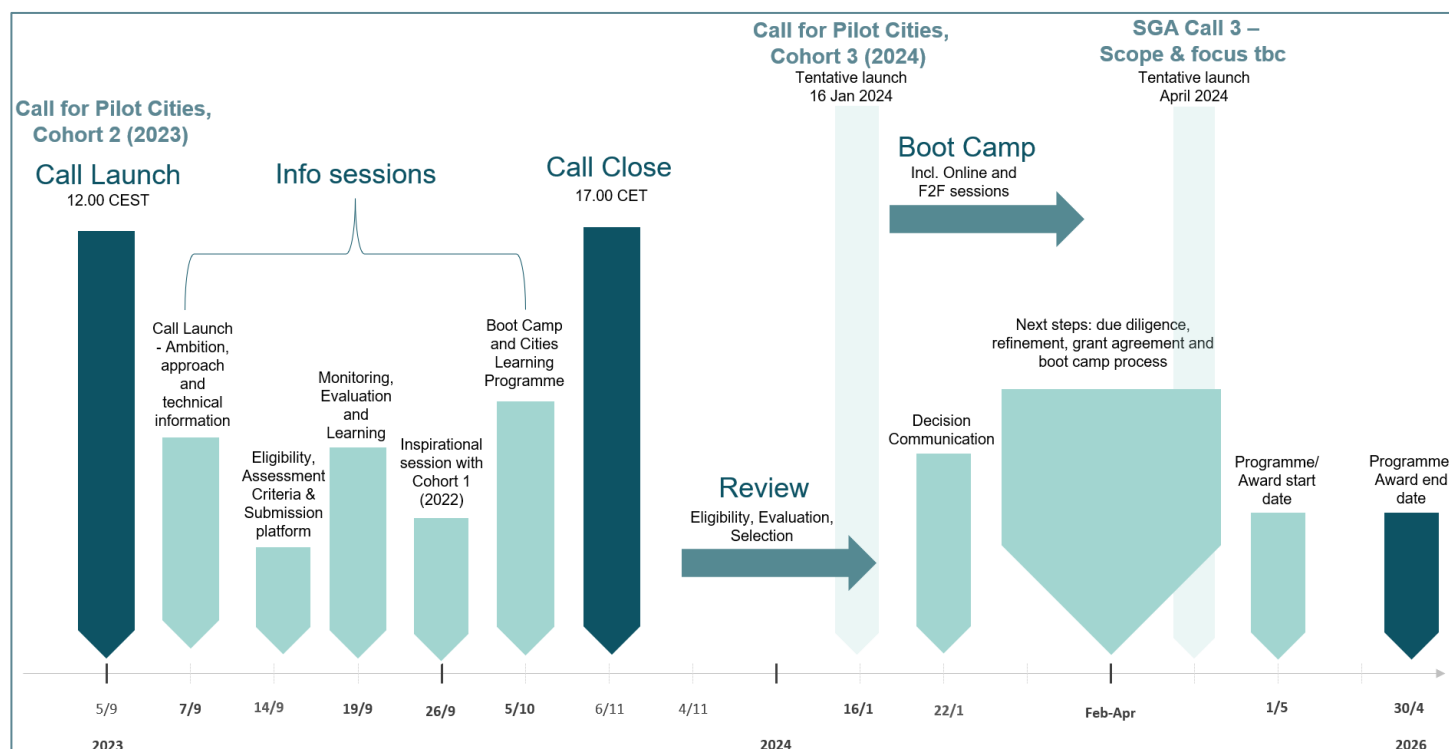 Call for Pilot Cities,
Cohort 2 (2023)
Call Launch
12.00 CEST
Info sessions
Call Close
17.00 CET
Call for Pilot Cities,
Cohort 3 (2024)
Tentative launch
16 Jan 2024
SGA Call 3 –
Scope & focus tbc
Tentative launch
April 2024
Boot Camp
Incl. Online and
F2F sessions
Call Launch
- Ambition,
approach
and
technical
information
Eligibility,
Assessment
Criteria &
Submission
platform
Monitoring,
Evaluation
and
Learning
Inspirational
session with
Cohort 1
(2022)
Boot Camp
and Cities
Learning
Programme
Review
Eligibility, Evaluation,
Selection
Decision
Communication
Next steps: due diligence,
refinement, grant agreement and
boot camp process
Programme/
Award start
date
Programme/
Award end
date
5/9
7/9
14/9
19/9
26/9
5/10
6/11
4/11
16/1
22/1
Feb-Apr
1/5
30/4
2023
2024
2026